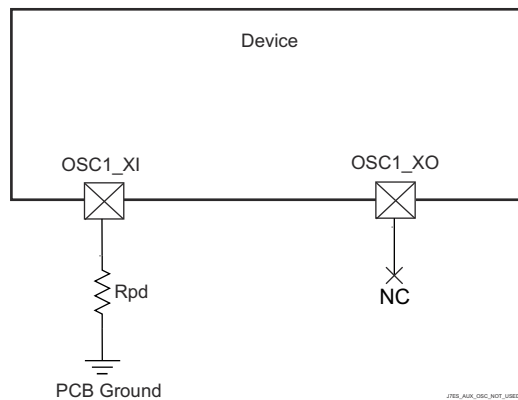 Device
OSC1_XI
OSC1_XO
Rpd
NC
PCB Ground
J7ES_AUX_OSC_NOT_USED